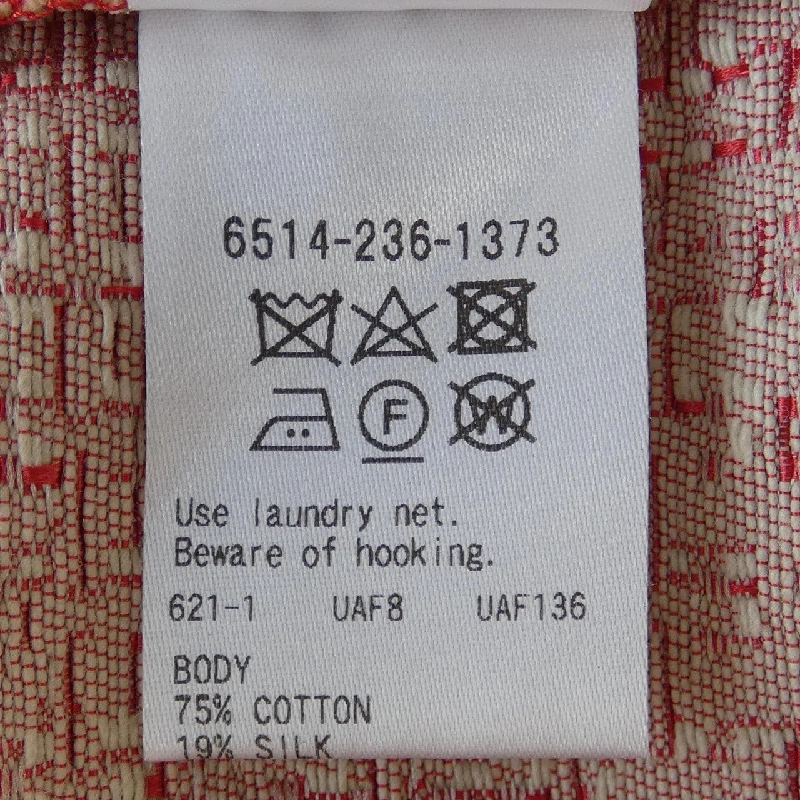 6514-236-1373
F W
Use laundry net.
Beware of hooking.
621-1 UAF8 UAF136
BODY
75% COTTON
19% SILK